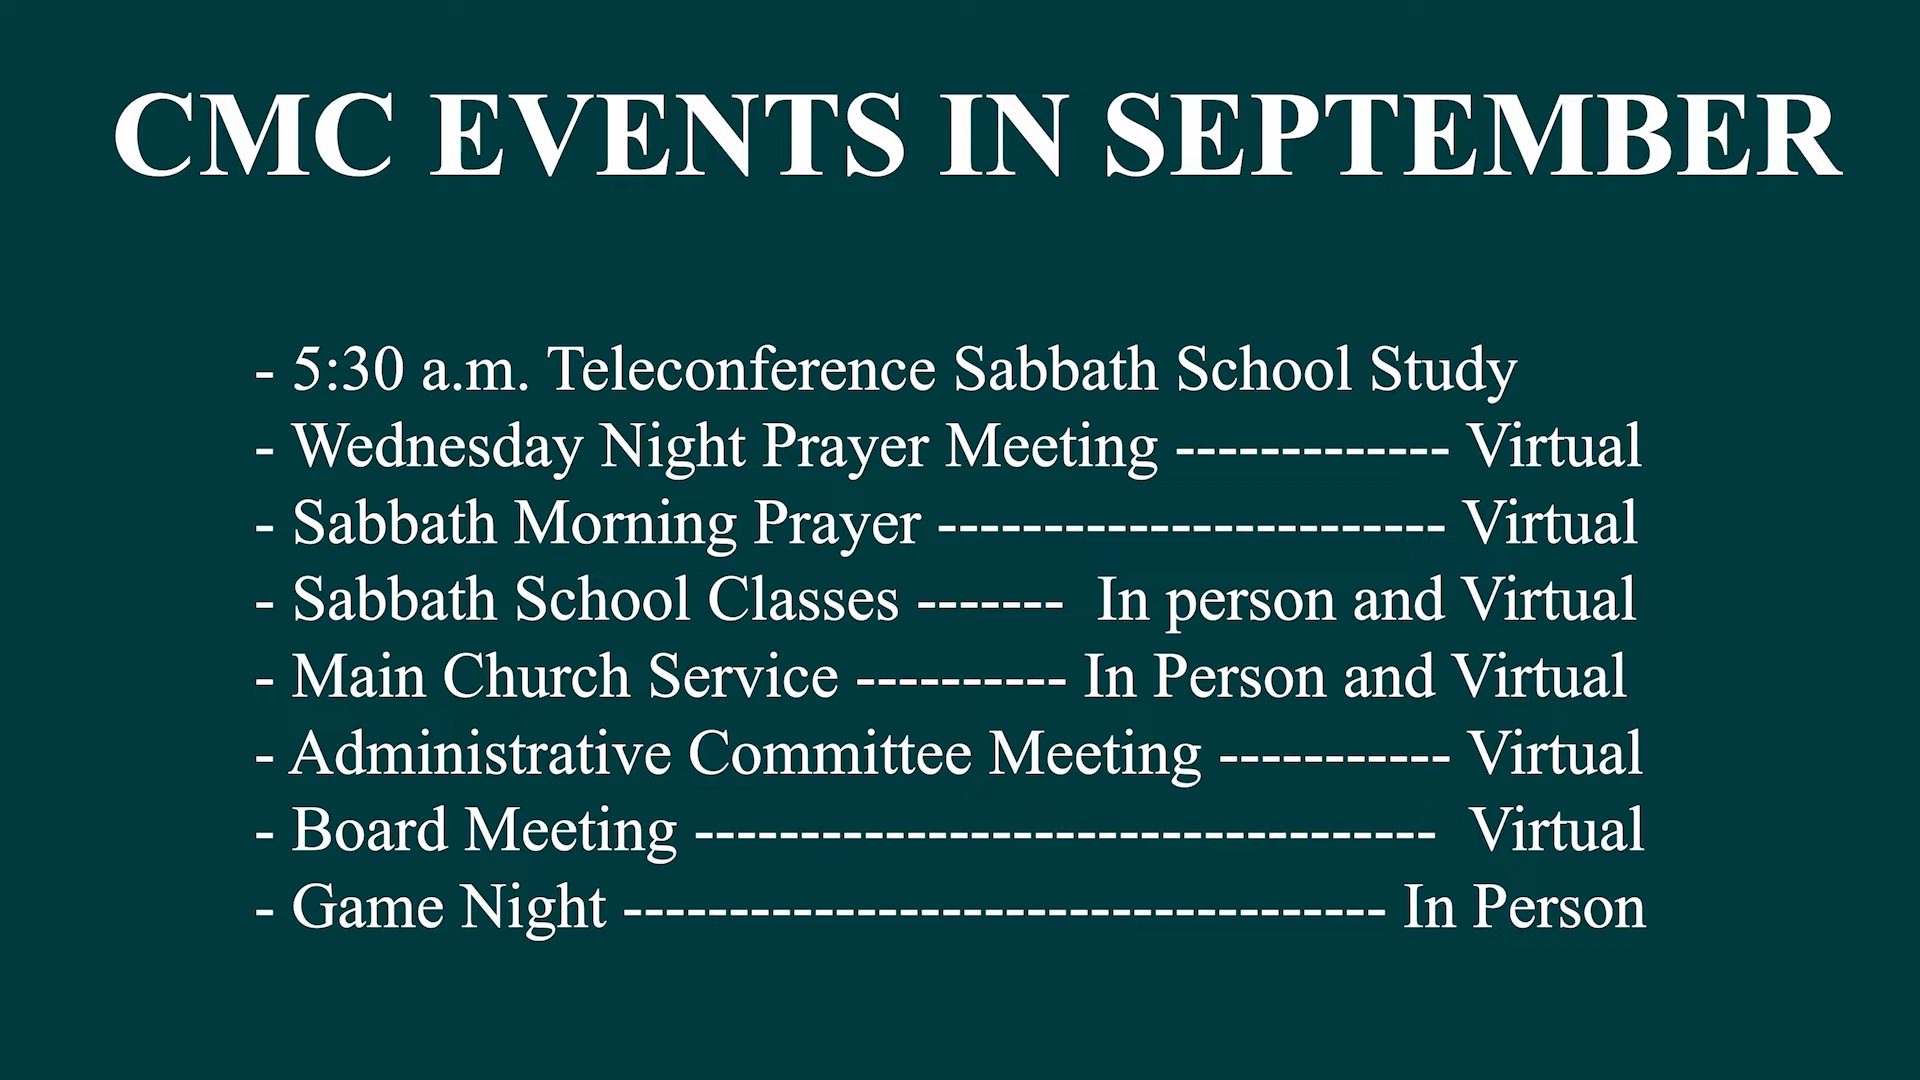 CMC EVENTS IN SEPTEMBER
- 5:30 a.m. Teleconference Sabbath School Study
- Wednesday Night Prayer Meeting ------------- Virtual
- Sabbath Morning Prayer ------------------------ Virtual
- Sabbath School Classes -------  In person and Virtual
- Main Church Service ---------- In Person and Virtual
- Administrative Committee Meeting ----------- Virtual
- Board Meeting -----------------------------------  Virtual
- Game Night ------------------------------------ In Person